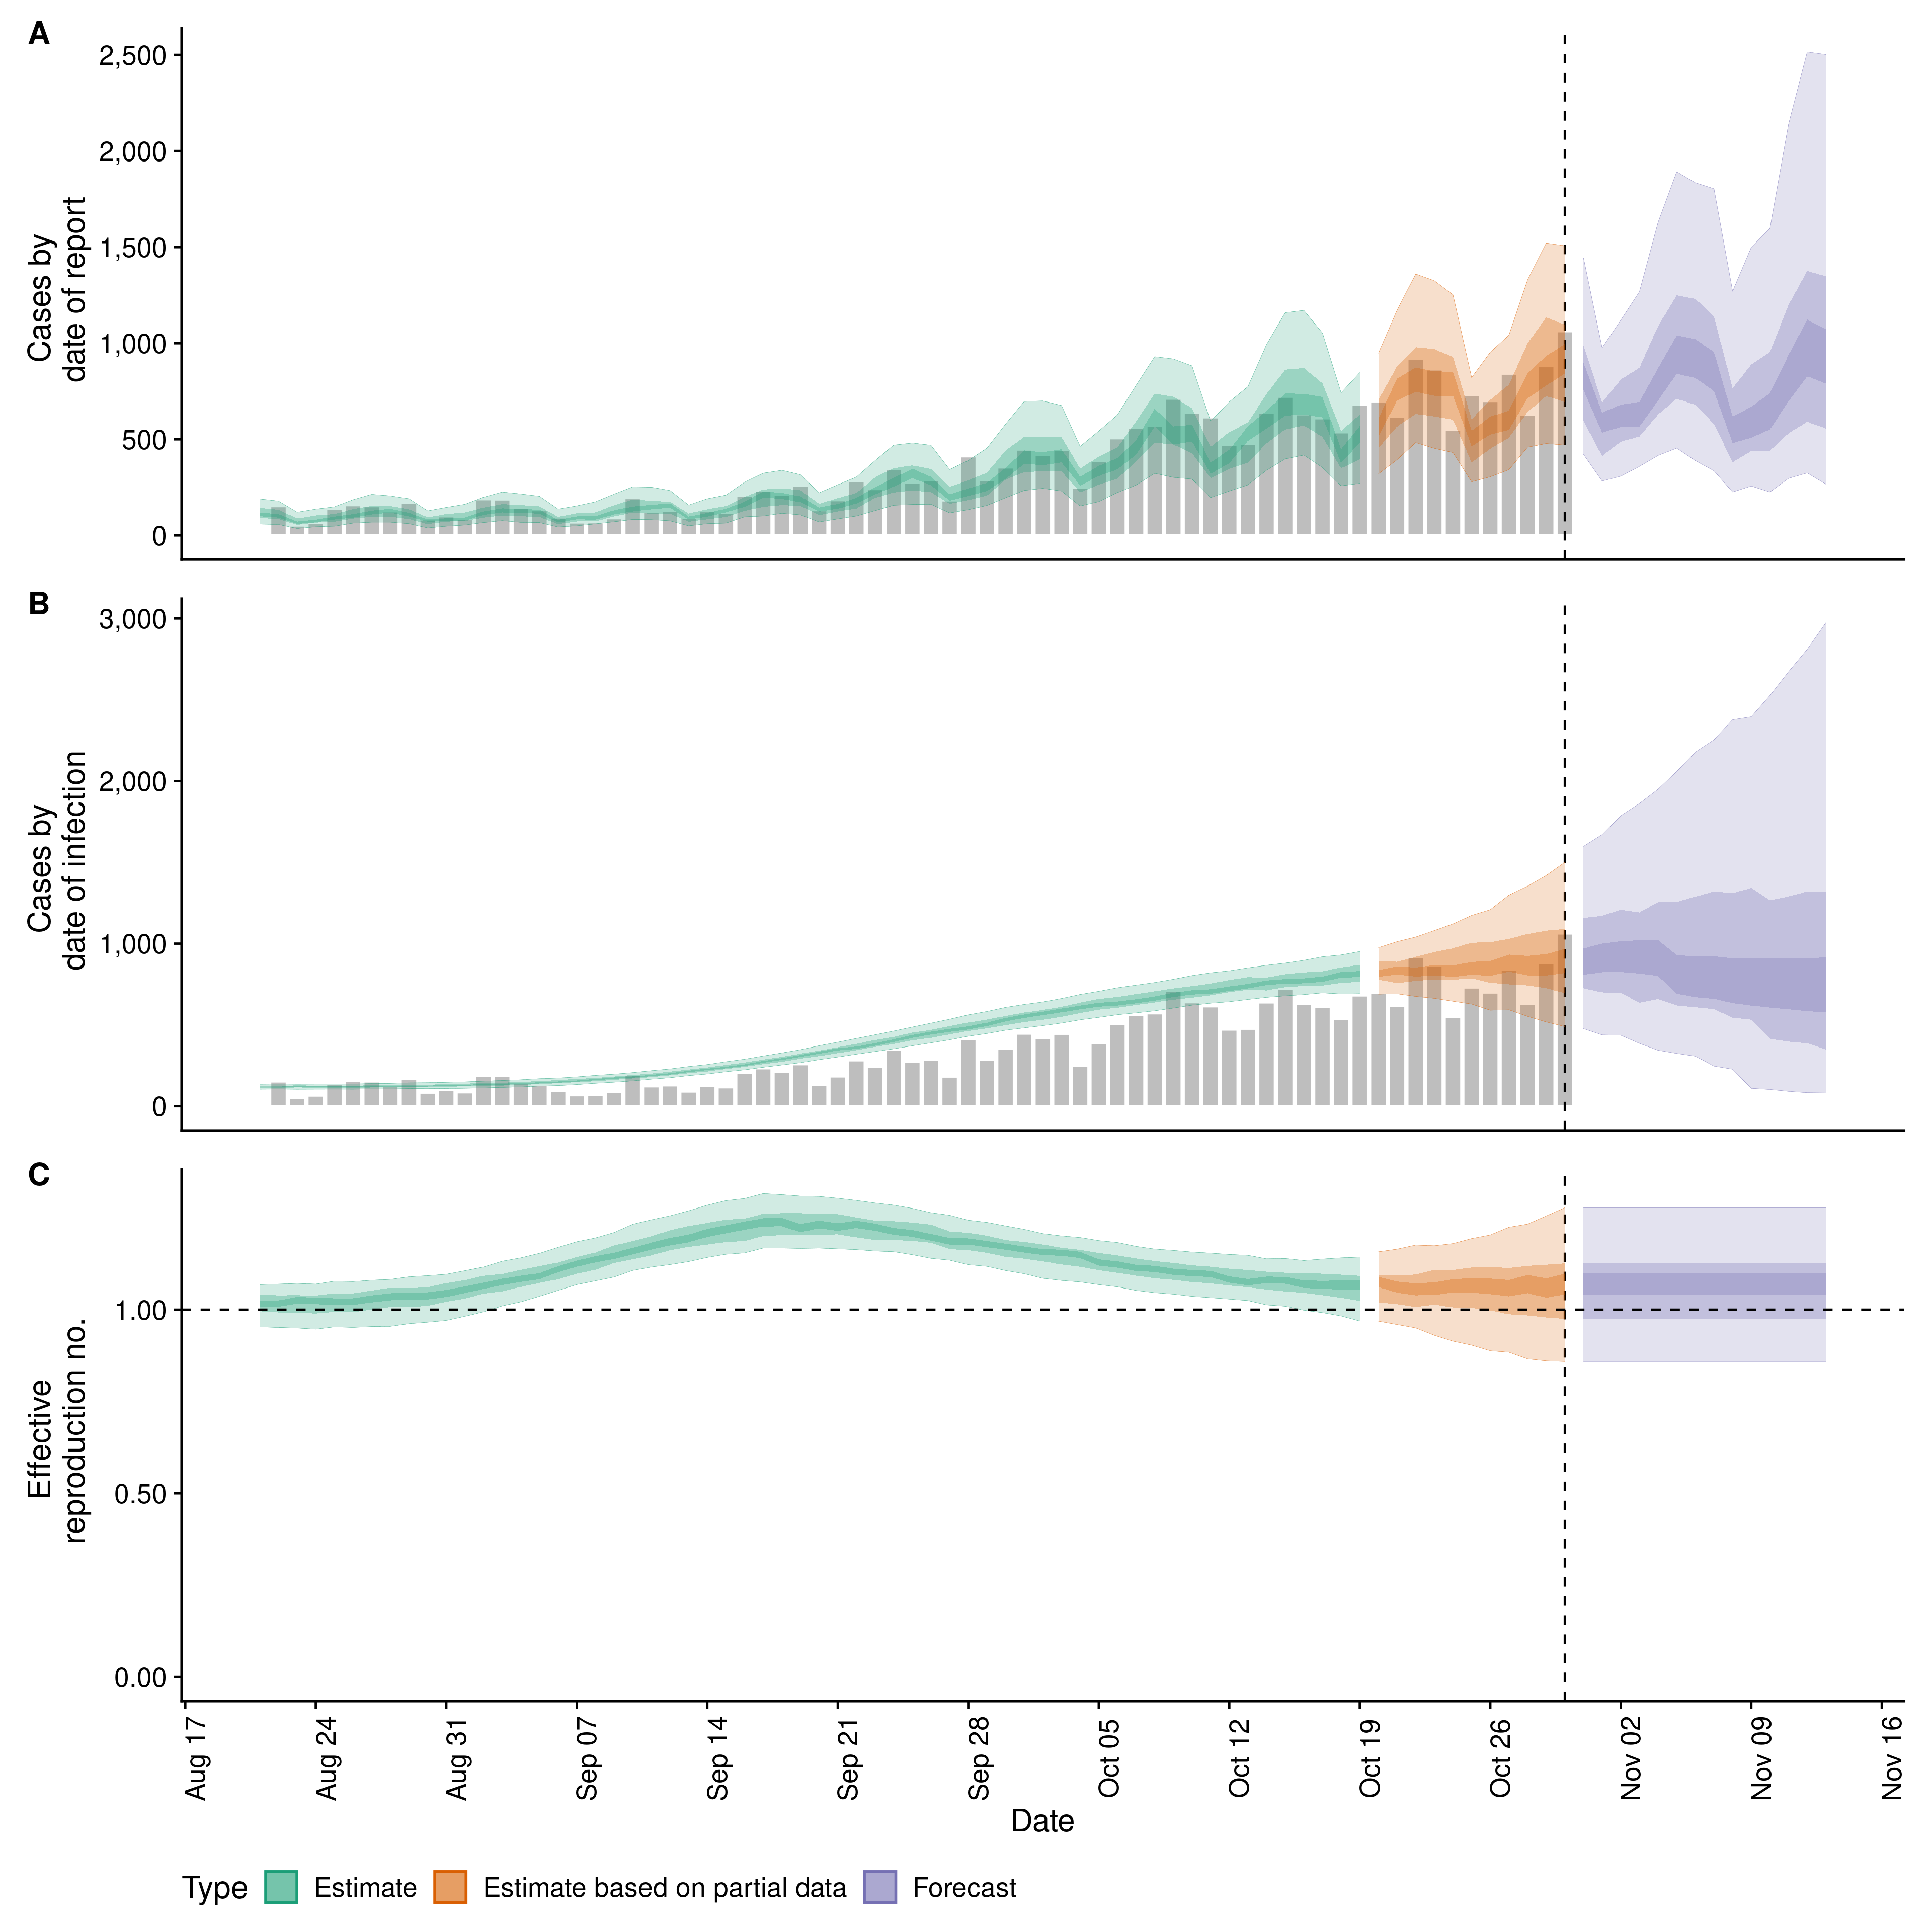 A
2,500
2,000
1,500
1,000
500
0
Cases by
date of report
B
3,000
2,000
1,000
0
Cases by
date of infection
C
1.00
0.50
0.00
Effective
reproduction no.
Aug 17
Aug 24
Aug 31
Sep 07
Sep 14
Sep 21
Sep 28
Oct 05
Oct 12
Oct 19
Oct 26
Nov 02
Nov 09
Nov 16
Date
Type Estimate Estimate based on partial data Forecast